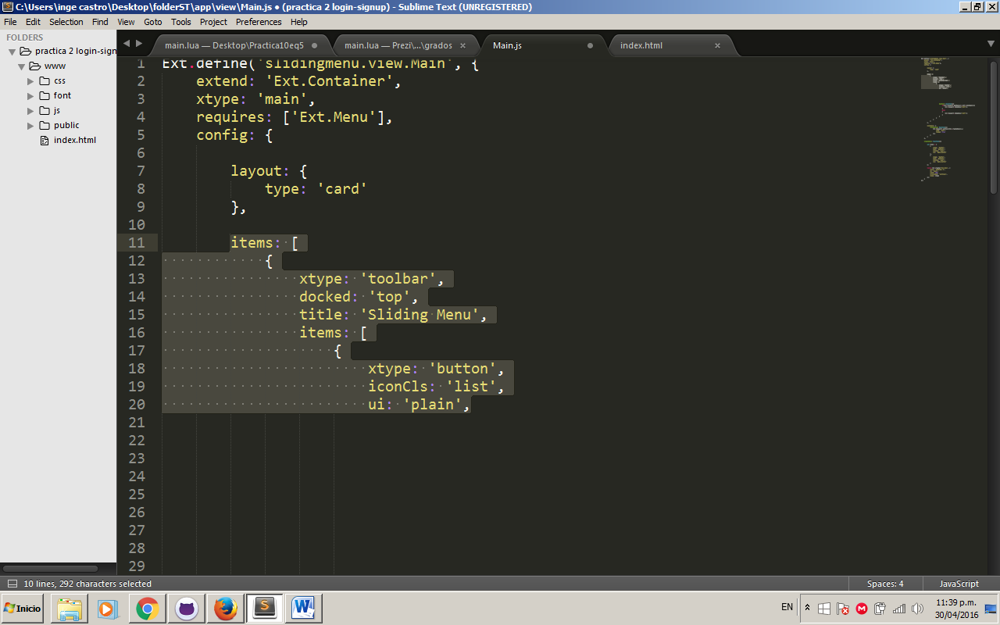 C:\Users\inge castro\Desktop\folderST\app\view\Main.js • (practica 2 login-signup) - Sublime Text (UNREGISTERED)
File Edit Selection Find View Goto Tools Project Preferences Help
FOLDERS
practica 2 login-sign
www
css
font
js
public
index.html
main.lua — Desktop\Practica10eq5
main.lua — Prezi\...\grados
Main.js
index.html
1 Ext.define('slidingmenu.view.Main', {
2 extend: 'Ext.Container',
3 xtype: 'main',
4 requires: ['Ext.Menu'],
5 config: {
6
7 layout: {
8 type: 'card'
9 },
10
11 items: [
12 {
13 xtype: 'toolbar',
14 docked: 'top',
15 title: 'Sliding Menu',
16 items: [
17 {
18 xtype: 'button',
19 iconCls: 'list',
20 ui: 'plain',
21
22
23
24
25
26
27
28
29
10 lines, 292 characters selected
Spaces: 4
JavaScript
Inicio
EN
11:39 p.m.
30/04/2016